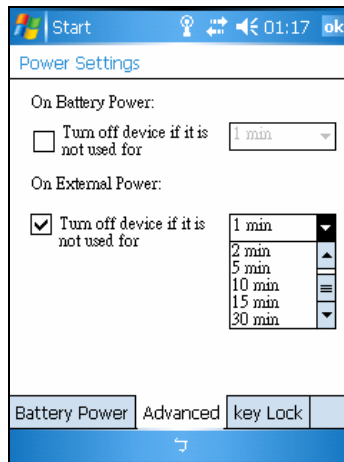 Start 01:17 ok
Power Settings
On Battery Power:
Turn off device if it is
not used for
1 min
On External Power:
Turn off device if it is
not used for
1 min
2 min
5 min
10 min
15 min
30 min
Battery Power Advanced key Lock